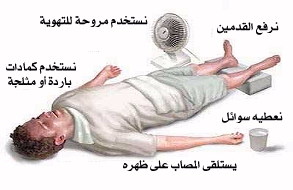 نستخدم مروحة للتهوية
نرفع القدمين
نستخدم كمادات
باردة أو مثلجة
نعطيه سوائل
يستلقى المصاب على ظهره